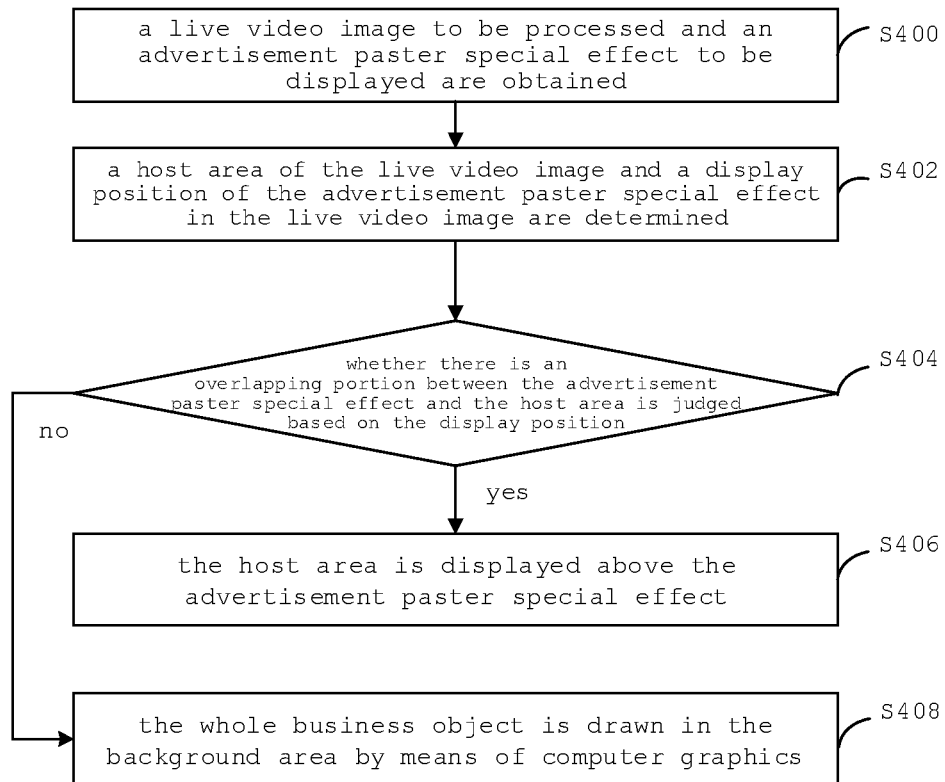 a live video image to be processed and an
advertisement paster special effect to be
displayed are obtained
S400
a host area of the live video image and a display
position of the advertisement paster special effect
in the live video image are determined
S402
whether there is an
overlapping portion between the advertisement
paster special effect and the host area is judged
based on the display position
S404
no
yes
the host area is displayed above the
advertisement paster special effect
S406
the whole business object is drawn in the
background area by means of computer graphics
S408